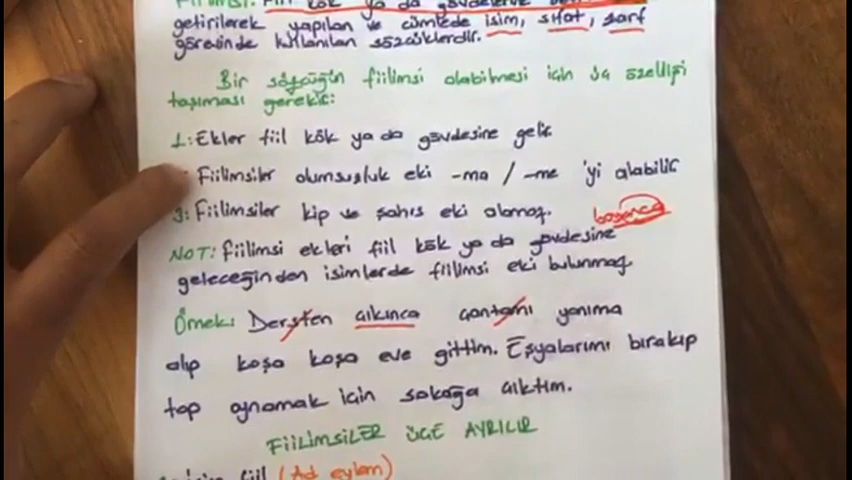 getirilerek yapılan ve cümlede isim, sıfat, zarf
görevinde kullanılan sözcüklerdir.
Bir sözcüğün fiilimsi olabilmesi için üç özelliği
taşıması gerekir:
1: Ekler fiil kök ya da gövdesine gelir
Fiilimsiler olumsuzluk eki -ma / -me 'yi alabilir
3: Fiilimsiler kip ve şahıs eki alamaz.
NOT: Fiilimsi ekleri fiil kök ya da gövdesine
geleceğinden isimlerde fiilimsi eki bulunmaz
Örnek: Dersten çıkınca çantamı yanıma
alıp koşa koşa eve gittim. Eşyalarımı bırakıp
top oynamak için sokağa çıktım.
FİİLİMSİLER ÜÇE AYRILIR
fiil (Ad eylem)